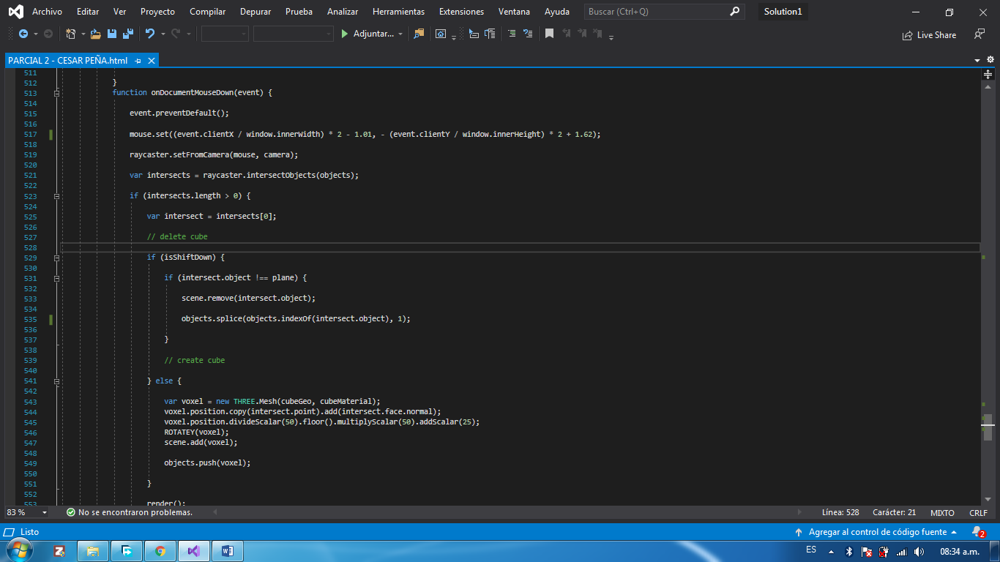 Archivo Editar Ver Proyecto Compilar Depurar Prueba Analizar Herramientas Extensiones Ventana Ayuda Buscar (Ctrl+Q) Solution1
Adjuntar... Live Share
PARCIAL 2 - CESAR PEÑA.html
511
512 }
513 function onDocumentMouseDown(event) {
514
515 event.preventDefault();
516
517 mouse.set((event.clientX / window.innerWidth) * 2 - 1.01, - (event.clientY / window.innerHeight) * 2 + 1.62);
518
519 raycaster.setFromCamera(mouse, camera);
520
521 var intersects = raycaster.intersectObjects(objects);
522
523 if (intersects.length > 0) {
524
525 var intersect = intersects[0];
526
527 // delete cube
528
529 if (isShiftDown) {
530
531 if (intersect.object !== plane) {
532
533 scene.remove(intersect.object);
534
535 objects.splice(objects.indexOf(intersect.object), 1);
536
537 }
538
539 // create cube
540
541 } else {
542
543 var voxel = new THREE.Mesh(cubeGeo, cubeMaterial);
544 voxel.position.copy(intersect.point).add(intersect.face.normal);
545 voxel.position.divideScalar(50).floor().multiplyScalar(50).addScalar(25);
546 ROTATEY(voxel);
547 scene.add(voxel);
548
549 objects.push(voxel);
550
551 }
552
553 render();
83 % No se encontraron problemas. Línea: 528 Carácter: 21 MIXTO CRLF
Listo Agregar al control de código fuente 2
ES 08:34 a.m.